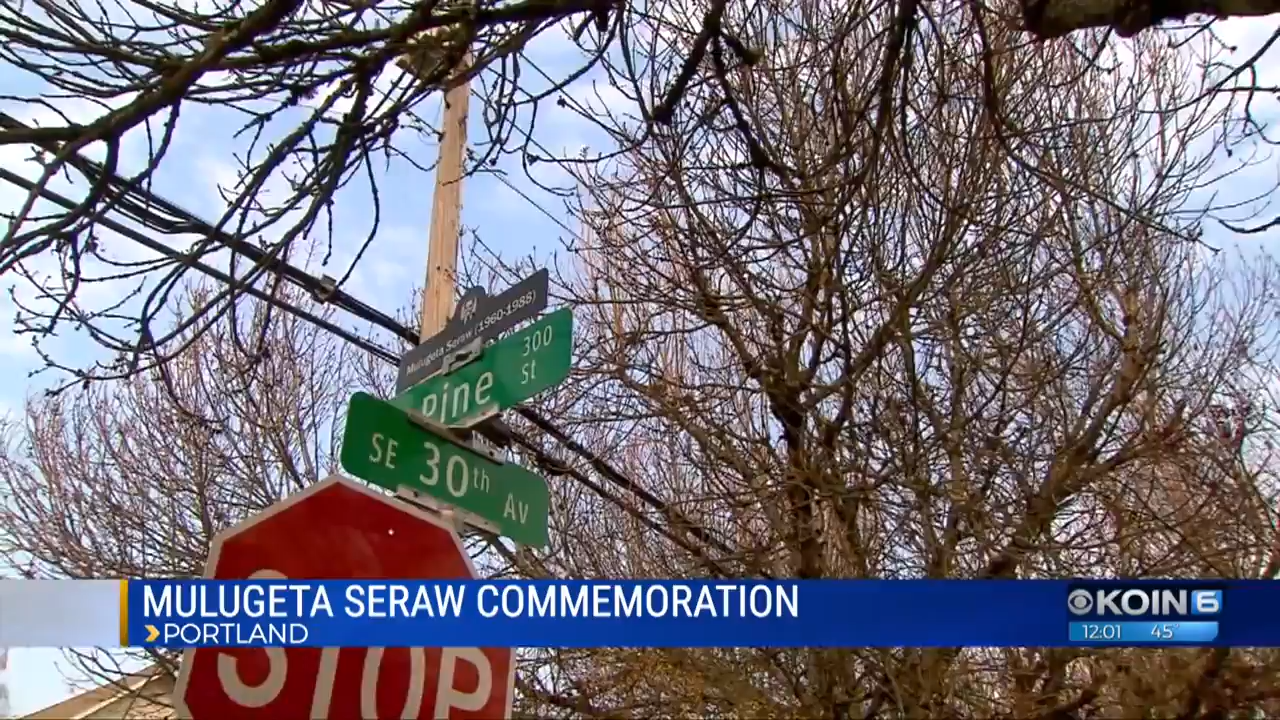 Mulugeta Seraw (1960-1988)
300
Pine St
SE 30th Av
MULUGETA SERAW COMMEMORATION
PORTLAND
KOIN 6
12:01 45°
STOP